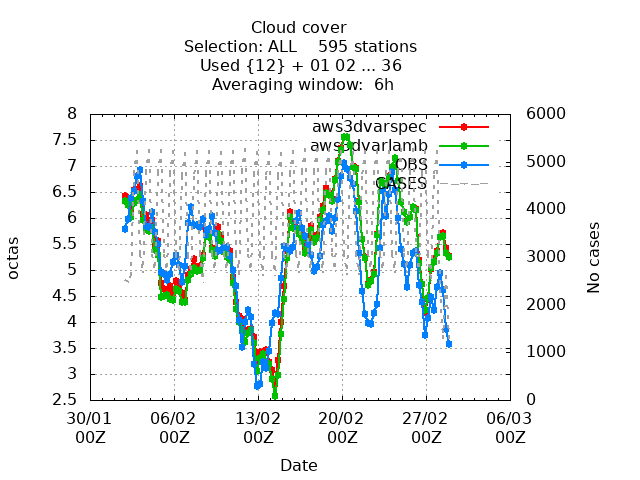 Cloud cover
Selection: ALL    595 stations
Used {12} + 01 02 ... 36
Averaging window:  6h
aws3dvarspec
aws3dvarlamb
OBS
CASES
8
7.5
7
6.5
6
5.5
5
4.5
4
3.5
3
2.5
octas
6000
5000
4000
3000
2000
1000
0
No cases
30/01 06/02 13/02 20/02 27/02 06/03
00Z 00Z 00Z 00Z 00Z 00Z
Date